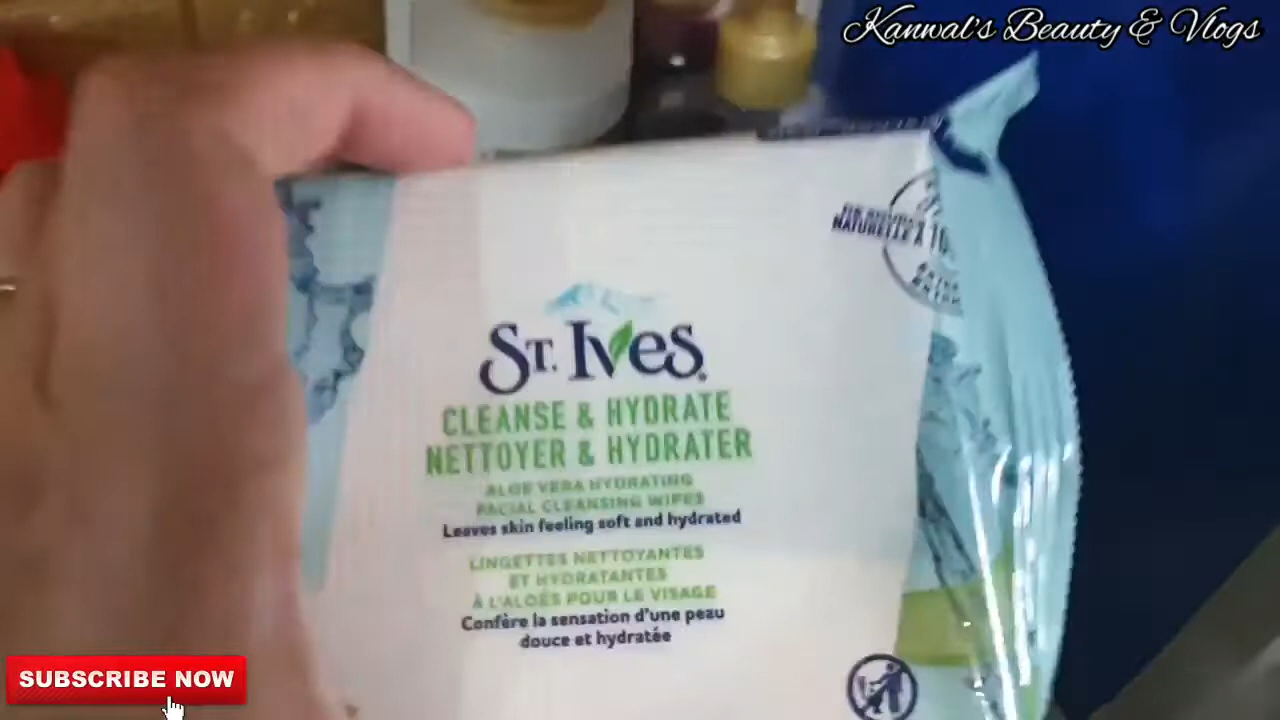 Kanwal's Beauty & Vlogs
NATURELLE
St. Ives
CLEANSE & HYDRATE
NETTOYER & HYDRATER
ALOE VERA HYDRATING
FACIAL CLEANSING WIPES
Leaves skin feeling soft and hydrated
LINGETTES NETTOYANTES
ET HYDRATANTES
À L'ALOÈS POUR LE VISAGE
Confère la sensation d'une peau
douce et hydratée
SUBSCRIBE NOW